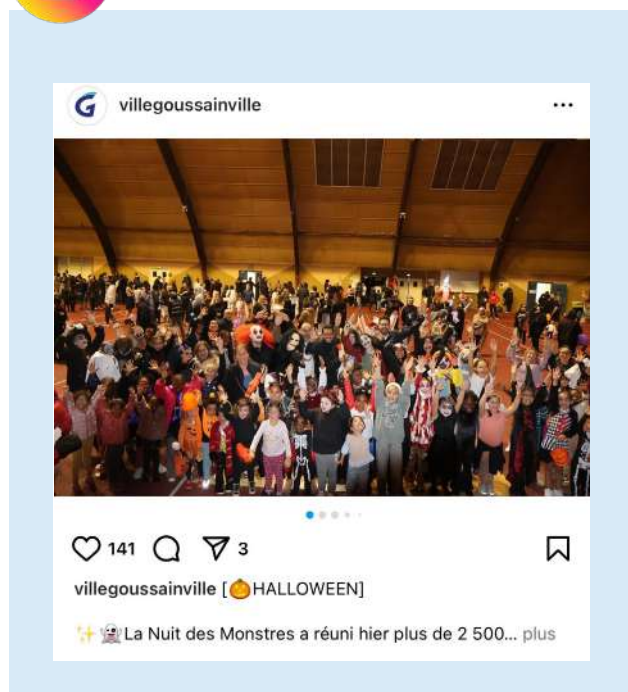 villegoussainville
141 3
villegoussainville [🎃HALLOWEEN]
✨👻La Nuit des Monstres a réuni hier plus de 2 500... plus